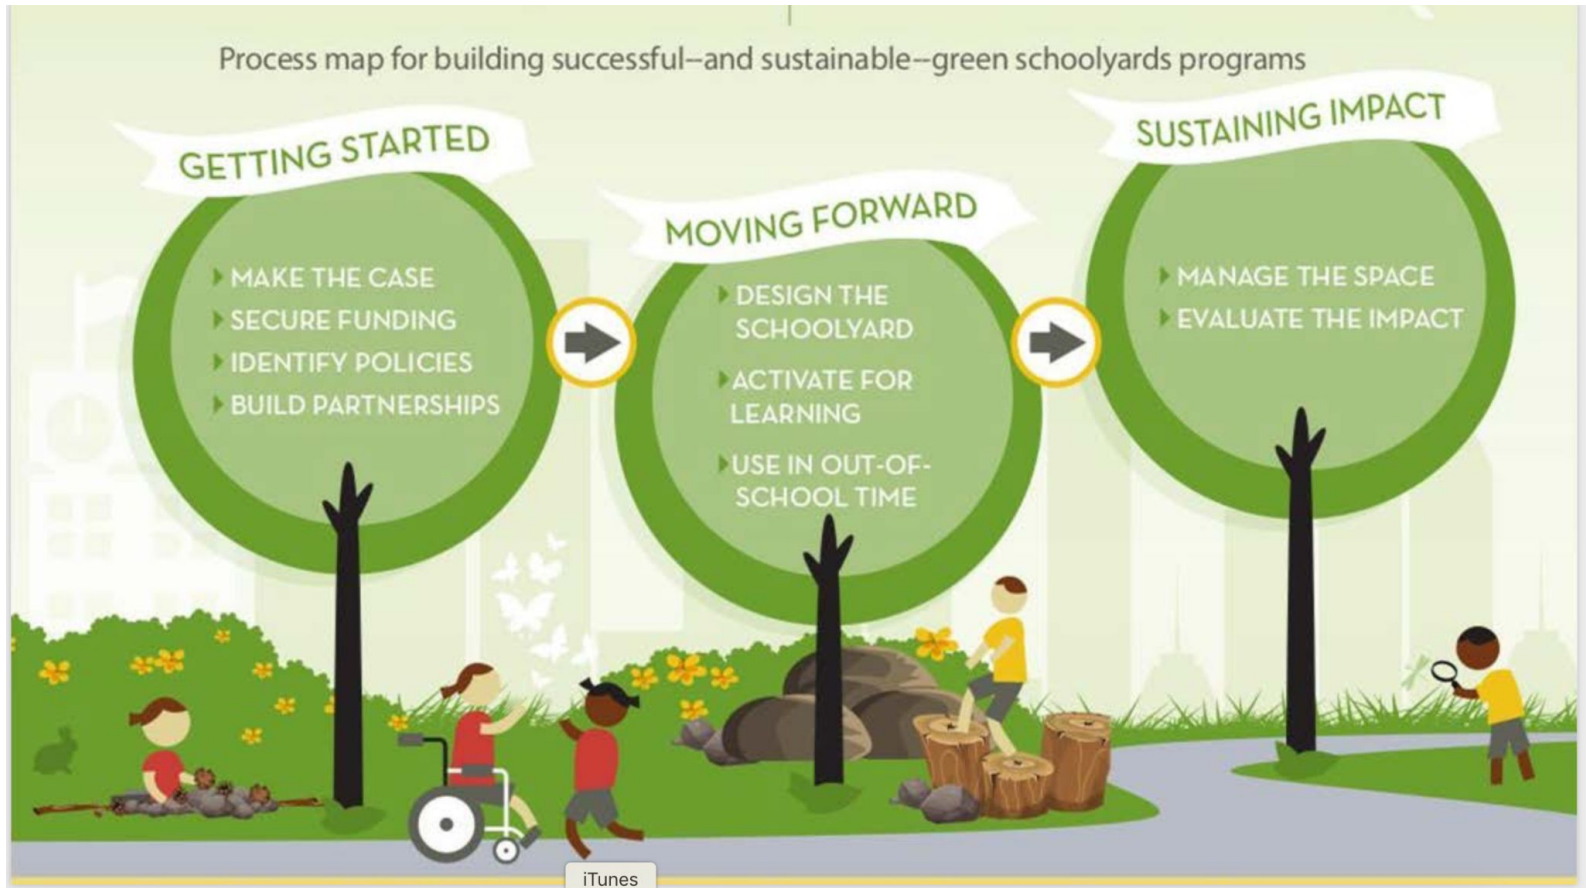 Process map for building successful--and sustainable--green schoolyards programs
GETTING STARTED
MAKE THE CASE
SECURE FUNDING
IDENTIFY POLICIES
BUILD PARTNERSHIPS
MOVING FORWARD
DESIGN THE
SCHOOLYARD
ACTIVATE FOR
LEARNING
USE IN OUT-OF-
SCHOOL TIME
SUSTAINING IMPACT
MANAGE THE SPACE
EVALUATE THE IMPACT
iTunes